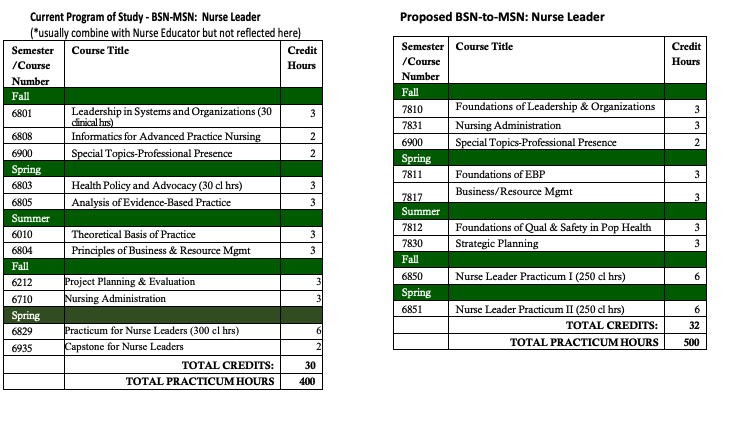 Current Program of Study - BSN-MSN: Nurse Leader
(*usually combine with Nurse Educator but not reflected here)
Semester /Course Number Course Title Credit Hours
Fall
6801 Leadership in Systems and Organizations (30 clinical hrs) 3
6808 Informatics for Advanced Practice Nursing 2
6900 Special Topics-Professional Presence 2
Spring
6803 Health Policy and Advocacy (30 cl hrs) 3
6805 Analysis of Evidence-Based Practice 3
Summer
6010 Theoretical Basis of Practice 3
6804 Principles of Business & Resource Mgmt 3
Fall
6212 Project Planning & Evaluation 3
6710 Nursing Administration 3
Spring
6829 Practicum for Nurse Leaders (300 cl hrs) 6
6935 Capstone for Nurse Leaders 2
TOTAL CREDITS: 30
TOTAL PRACTICUM HOURS 400
Proposed BSN-to-MSN: Nurse Leader
Semester /Course Number Course Title Credit Hours
Fall
7810 Foundations of Leadership & Organizations 3
7831 Nursing Administration 3
6900 Special Topics-Professional Presence 2
Spring
7811 Foundations of EBP 3
7817 Business/Resource Mgmt 3
Summer
7812 Foundations of Qual & Safety in Pop Health 3
7830 Strategic Planning 3
Fall
6850 Nurse Leader Practicum I (250 cl hrs) 6
Spring
6851 Nurse Leader Practicum II (250 cl hrs) 6
TOTAL CREDITS: 32
TOTAL PRACTICUM HOURS 500